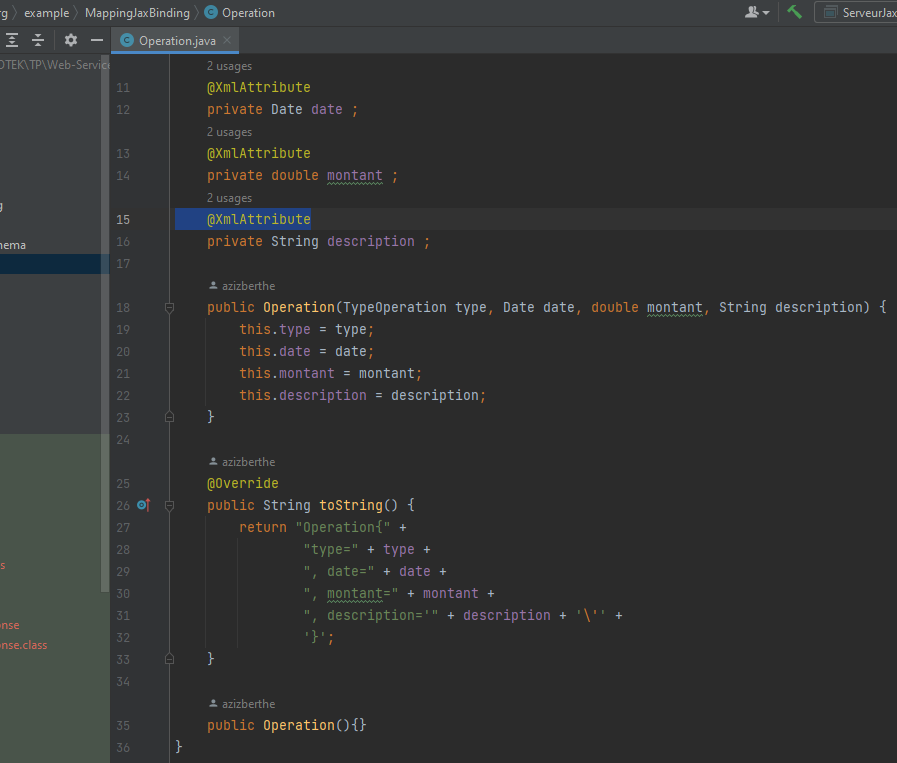 rg example MappingJaxBinding Operation
ServeurJax
Operation.java
OTEK\TP\Web-Service
2 usages
11 @XmlAttribute
12 private Date date ;
2 usages
13 @XmlAttribute
14 private double montant ;
2 usages
15 @XmlAttribute
16 private String description ;
17
azizberthe
18 public Operation(TypeOperation type, Date date, double montant, String description) {
19 this.type = type;
20 this.date = date;
21 this.montant = montant;
22 this.description = description;
23 }
24
azizberthe
25 @Override
26 public String toString() {
27 return "Operation{" +
28 "type=" + type +
29 ", date=" + date +
30 ", montant=" + montant +
31 ", description='" + description + '\'' +
32 '}';
33 }
34
azizberthe
35 public Operation(){}
36 }
g
hema
s
onse
onse.class